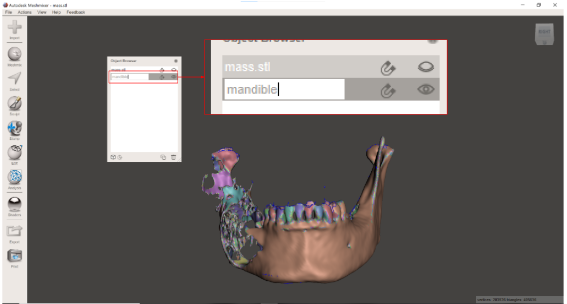 Autodesk Meshmixer - mass.stl
File Actions View Help Feedback
Import
Object Browser
mass.stl
mandible
Object Browser
mass.stl
mandible
Meshmix
Select
Sculpt
Stamp
Edit
Analysis
Shaders
Export
Print